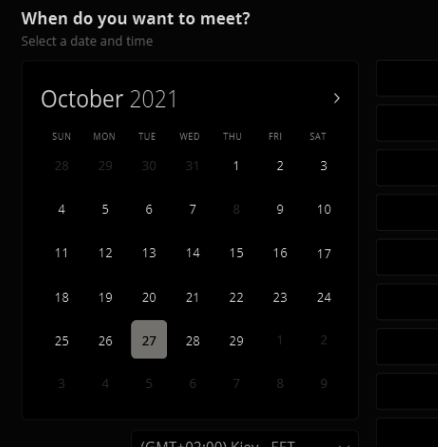 When do you want to meet?
Select a date and time
October 2021 >
SUN MON TUE WED THU FRI SAT
28 29 30 31 1 2 3
4 5 6 7 8 9 10
11 12 13 14 15 16 17
18 19 20 21 22 23 24
25 26 27 28 29 1 2
3 4 5 6 7 8 9
(GMT+02:00) Kiev - EET